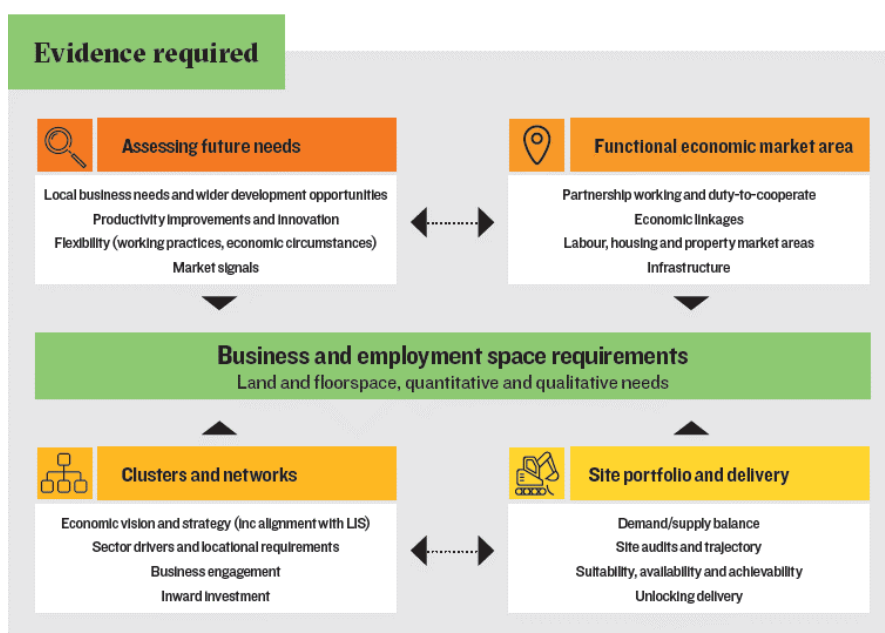 Evidence required
Assessing future needs
Local business needs and wider development opportunities
Productivity improvements and innovation
Flexibility (working practices, economic circumstances)
Market signals
Functional economic market area
Partnership working and duty-to-cooperate
Economic linkages
Labour, housing and property market areas
Infrastructure
Business and employment space requirements
Land and floorspace, quantitative and qualitative needs
Clusters and networks
Economic vision and strategy (inc alignment with LIS)
Sector drivers and locational requirements
Business engagement
Inward investment
Site portfolio and delivery
Demand/supply balance
Site audits and trajectory
Suitability, availability and achievability
Unlocking delivery